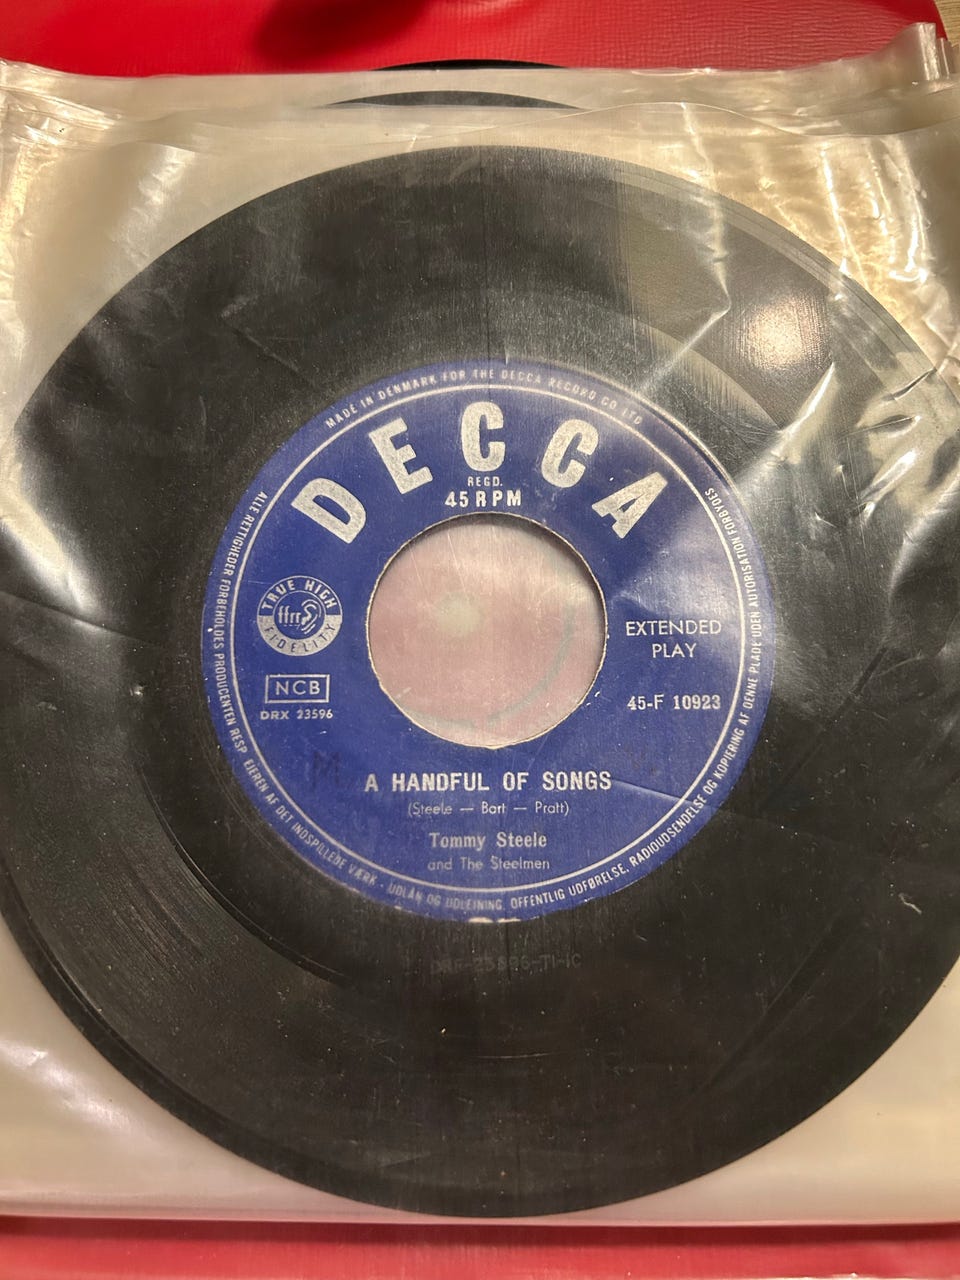 MADE IN DENMARK FOR THE DECCA RECORD CO LTD
DECCA
REGD.
45 RPM
TRUE HIGH
ffrr
FIDELITY
EXTENDED
PLAY
NCB
DRX 23596
45-F 10923
A HANDFUL OF SONGS
(Steele — Bart — Pratt)
Tommy Steele
and The Steelmen
ALLE RETTIGHEDER FORBEHOLDES PRODUCENTEN RESP. EJEREN AF DET INDSPILLEDE VÆRK - UDLÅN OG UDLEJNING, OFFENTLIG UDFØRELSE, RADIOUDSENDELSE OG KOPIERING AF DENNE PLADE UDEN AUTORISATION FORBYDES